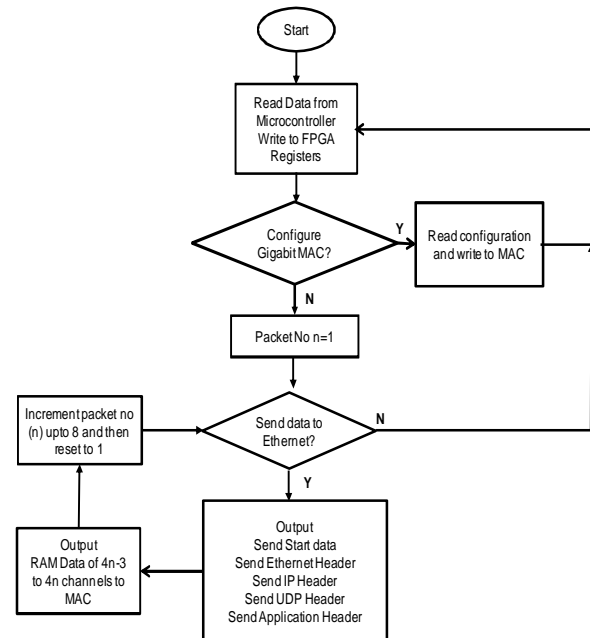 Start
Read Data from
Microcontroller
Write to FPGA
Registers
Configure
Gigabit MAC?
Y
Read configuration
and write to MAC
N
Packet No n=1
Increment packet no
(n) upto 8 and then
reset to 1
Send data to
Ethernet?
N
Y
Output
RAM Data of 4n-3
to 4n channels to
MAC
Output
Send Start data
Send Ethernet Header
Send IP Header
Send UDP Header
Send Application Header